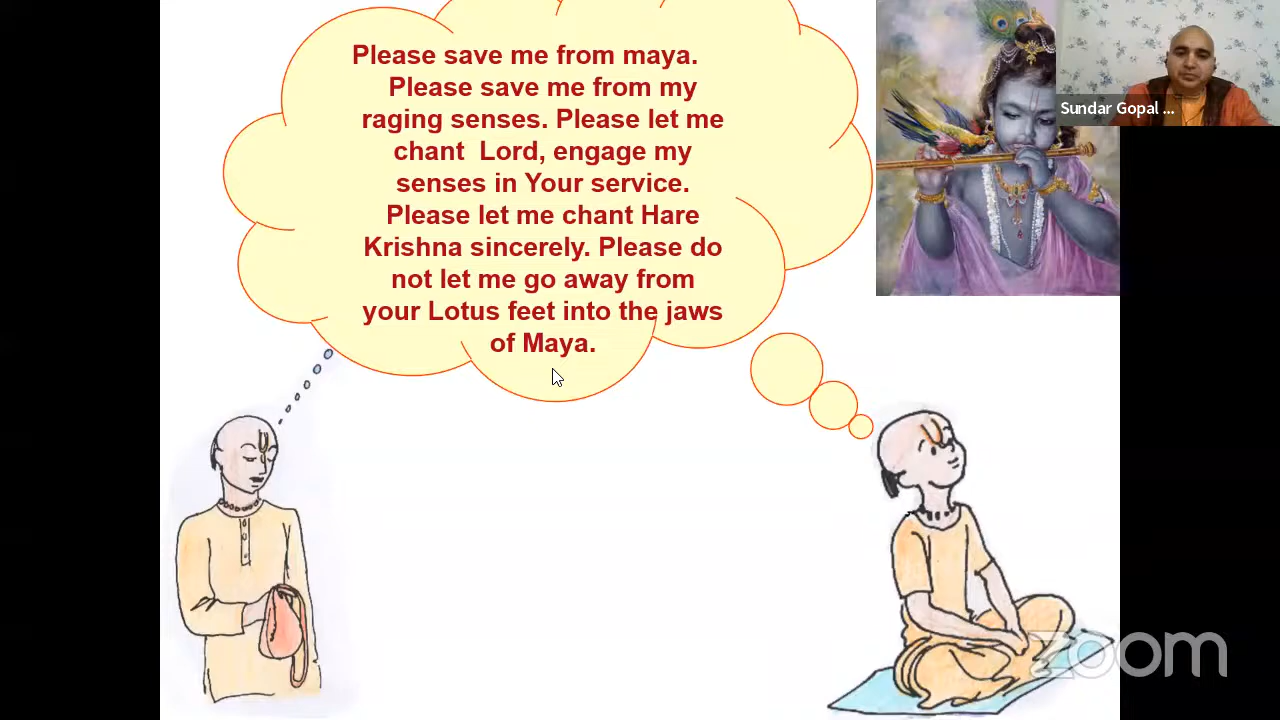 Please save me from maya.
Please save me from my
raging senses. Please let me
chant Lord, engage my
senses in Your service.
Please let me chant Hare
Krishna sincerely. Please do
not let me go away from
your Lotus feet into the jaws
of Maya.
Sundar Gopal ...
zoom